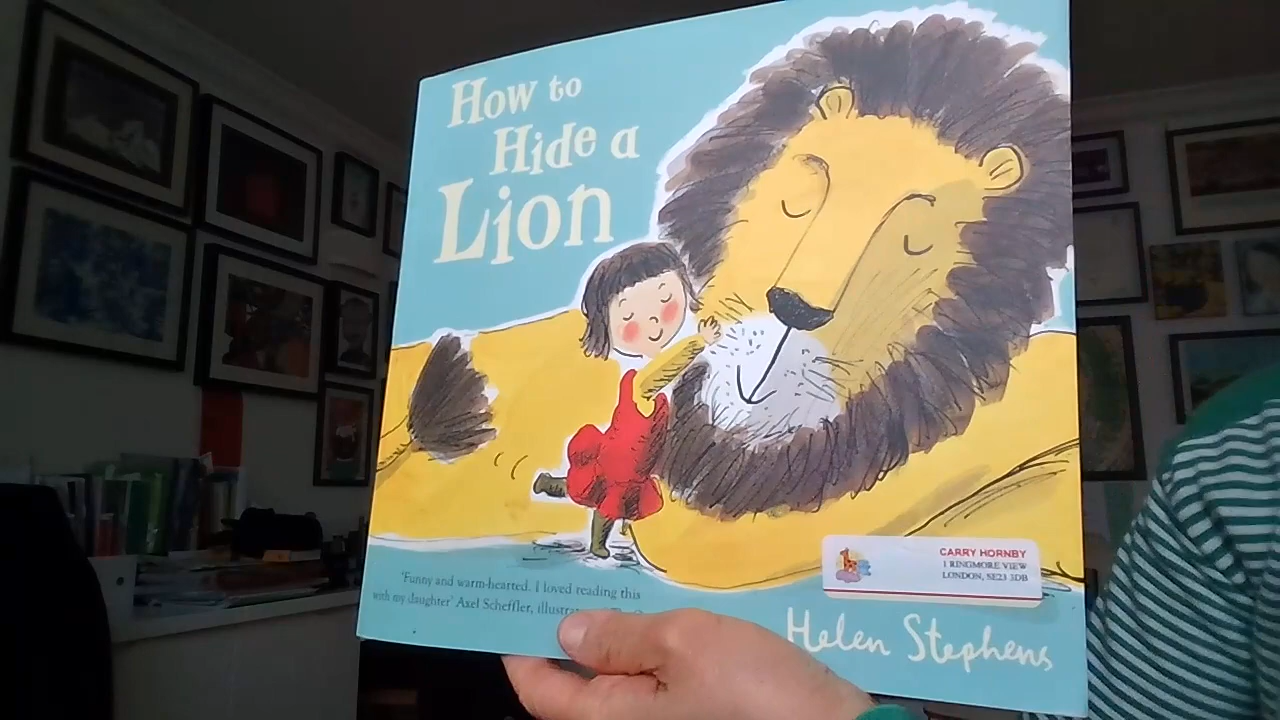 How to
Hide a
Lion
'Funny and warm-hearted. I loved reading this
with my daughter' Axel Scheffler,
CARRY HORNBY
1 RINGMORE VIEW
LONDON, SE23 3DB
Helen Stephens